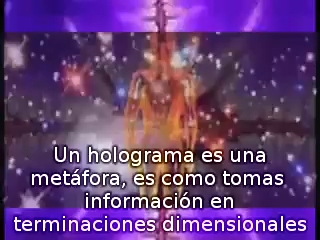 Un holograma es una
metáfora, es como tomas
información en
terminaciones dimensionales